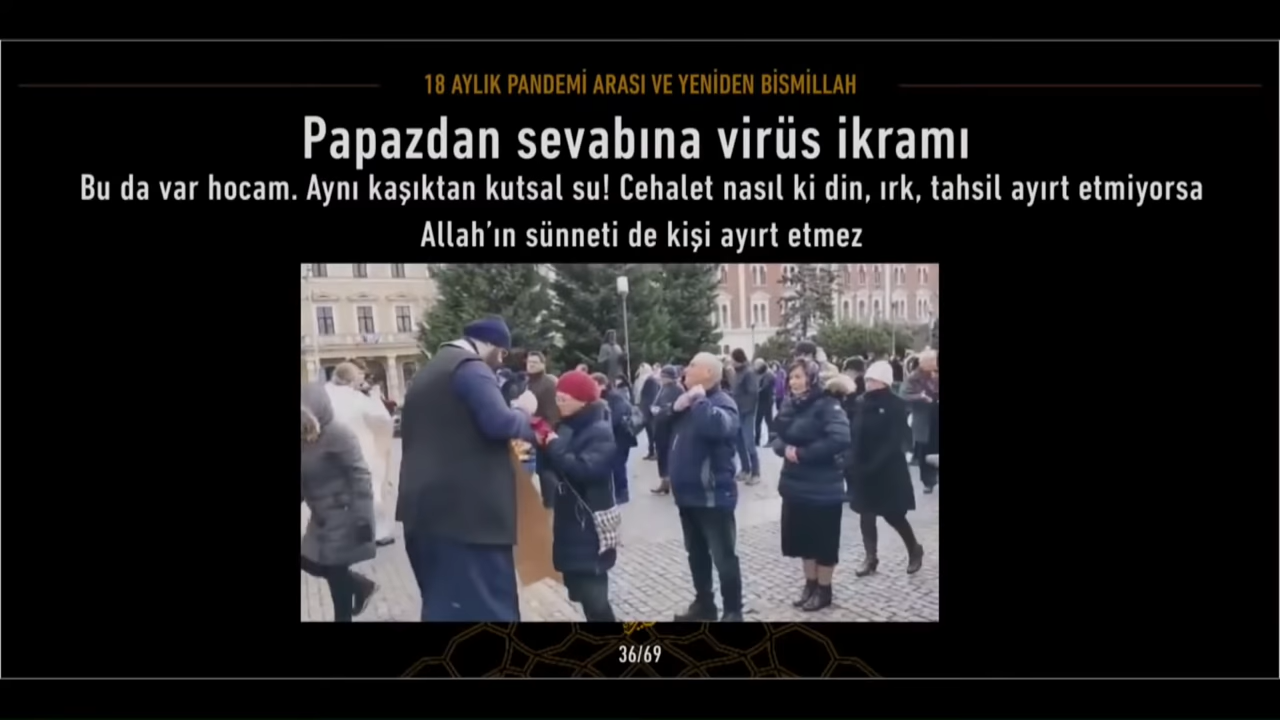 18 AYLIK PANDEMİ ARASI VE YENİDEN BİSMİLLAH
Papazdan sevabına virüs ikramı
Bu da var hocam. Aynı kaşıktan kutsal su! Cehalet nasıl ki din, ırk, tahsil ayırt etmiyorsa
Allah’ın sünneti de kişi ayırt etmez
36/69